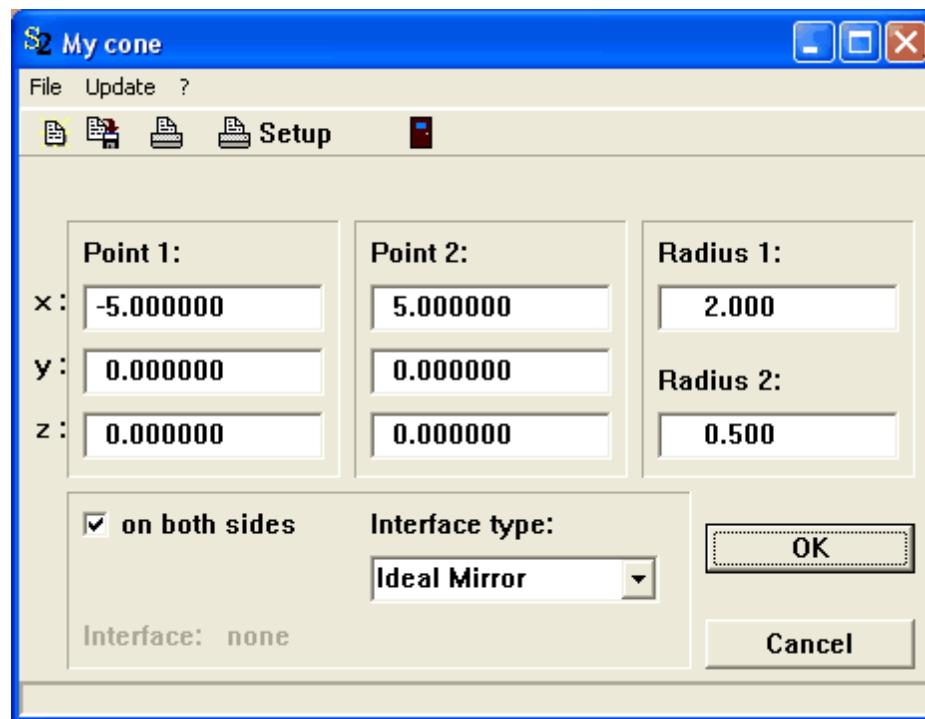 S2 My cone
File Update ?
Setup
Point 1: Point 2: Radius 1:
x: -5.000000 5.000000 2.000
y: 0.000000 0.000000 Radius 2:
z: 0.000000 0.000000 0.500
on both sides Interface type:
OK
Ideal Mirror
Interface: none
Cancel